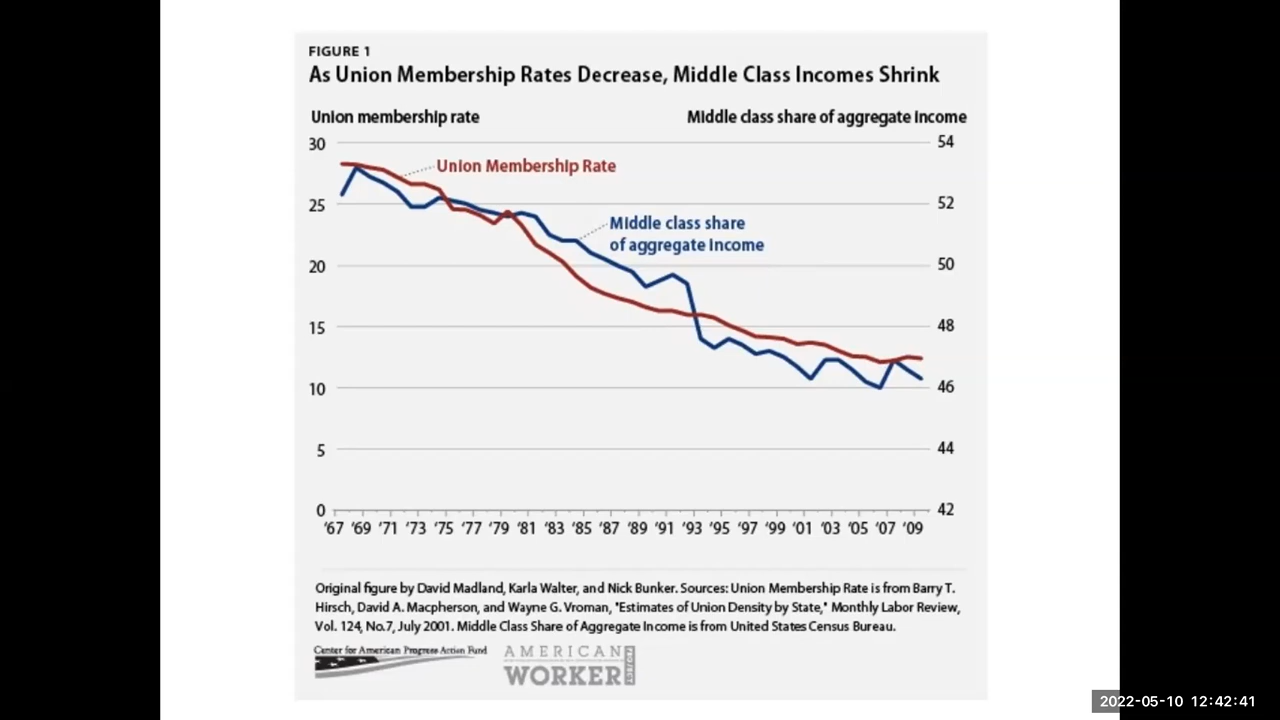 FIGURE 1
As Union Membership Rates Decrease, Middle Class Incomes Shrink
Union membership rate
Middle class share of aggregate income
30
25
20
15
10
5
0
54
52
50
48
46
44
42
Union Membership Rate
Middle class share
of aggregate income
'67 '69 '71 '73 '75 '77 '79 '81 '83 '85 '87 '89 '91 '93 '95 '97 '99 '01 '03 '05 '07 '09
Original figure by David Madland, Karla Walter, and Nick Bunker. Sources: Union Membership Rate is from Barry T.
Hirsch, David A. Macpherson, and Wayne G. Vroman, "Estimates of Union Density by State," Monthly Labor Review,
Vol. 124, No.7, July 2001. Middle Class Share of Aggregate Income is from United States Census Bureau.
Center for American Progress Action Fund
AMERICAN
WORKER
PROJECT
2022-05-10 12:42:41